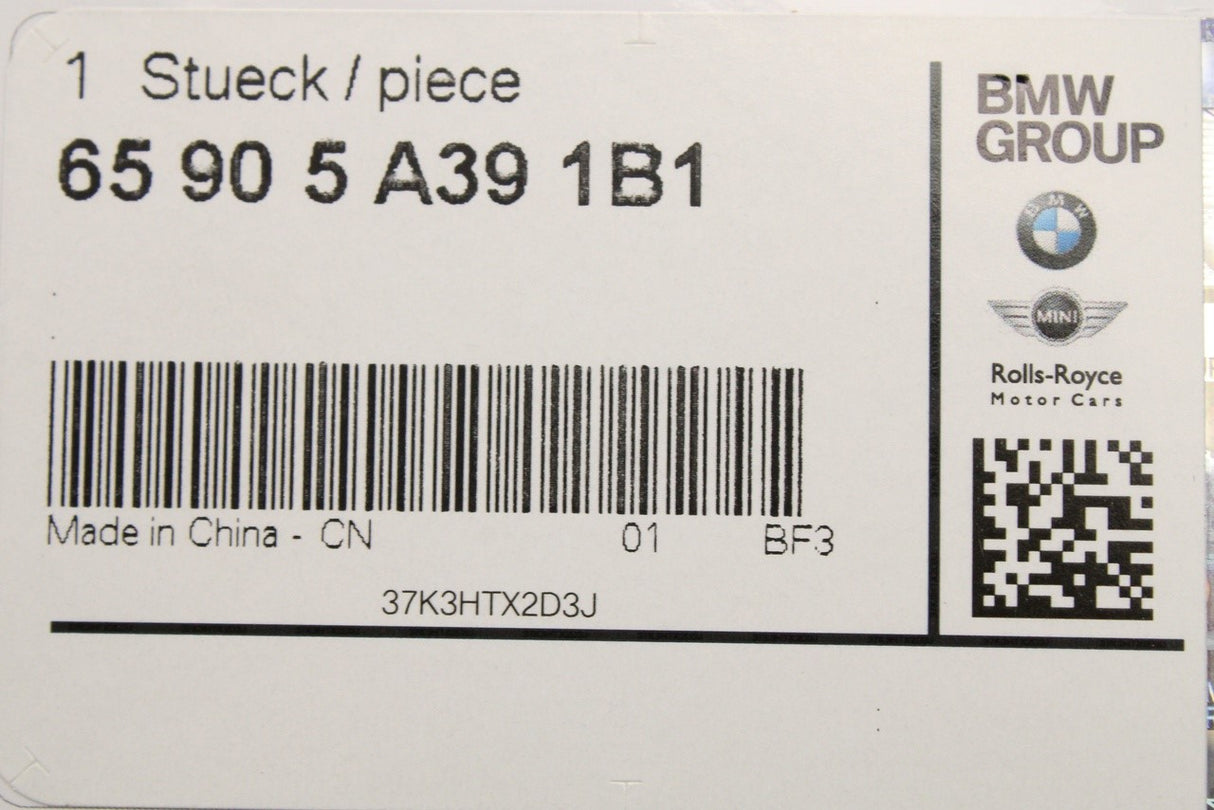 1 Stueck / piece
65 90 5 A39 1B1
Made in China - CN 01 BF3
37K3HTX2D3J
BMW
GROUP
BMW
MINI
Rolls-Royce
Motor Cars